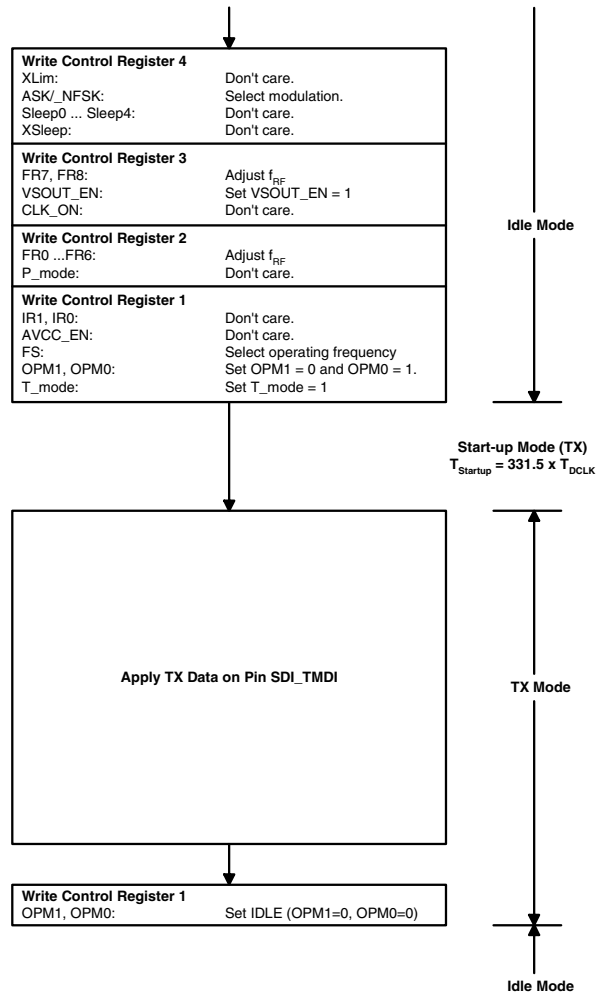 Write Control Register 4
XLim: Don't care.
ASK/_NFSK: Select modulation.
Sleep0 ... Sleep4: Don't care.
XSleep: Don't care.
Write Control Register 3
FR7, FR8: Adjust fRF
VSOUT_EN: Set VSOUT_EN = 1
CLK_ON: Don't care.
Write Control Register 2
FR0 ...FR6: Adjust fRF
P_mode: Don't care.
Write Control Register 1
IR1, IR0: Don't care.
AVCC_EN: Don't care.
FS: Select operating frequency
OPM1, OPM0: Set OPM1 = 0 and OPM0 = 1.
T_mode: Set T_mode = 1
Idle Mode
Start-up Mode (TX)
TStartup = 331.5 x TDCLK
Apply TX Data on Pin SDI_TMDI
TX Mode
Write Control Register 1
OPM1, OPM0: Set IDLE (OPM1=0, OPM0=0)
Idle Mode